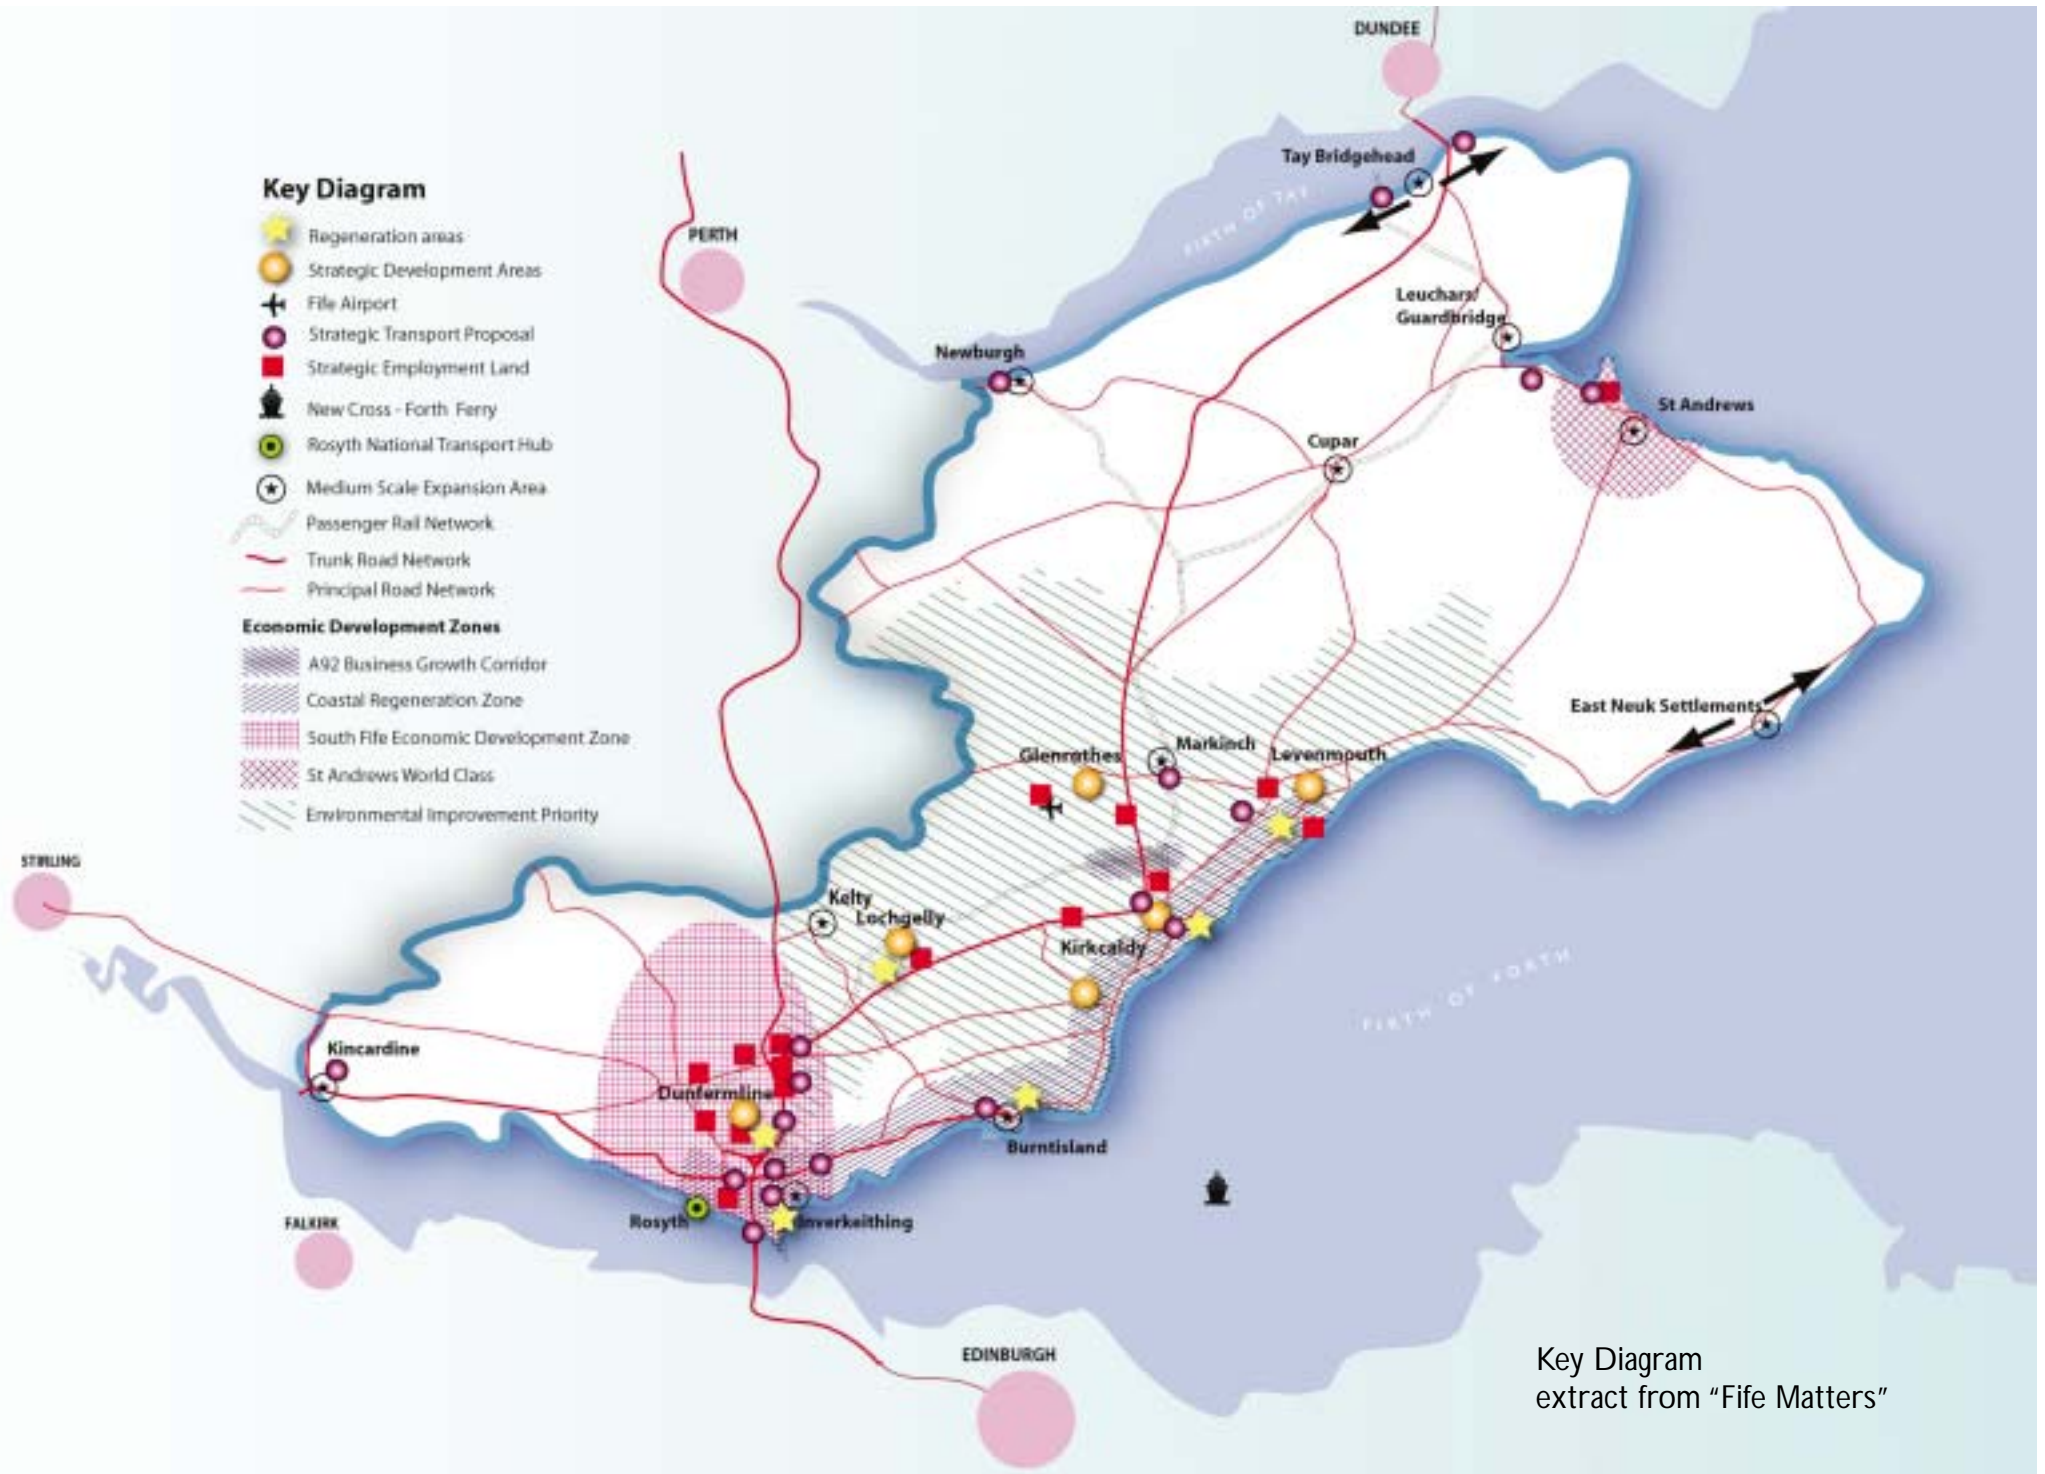 DUNDEE
Tay Bridgehead
FIRTH OF TAY
Key Diagram
Regeneration areas
Strategic Development Areas
Fife Airport
Strategic Transport Proposal
Strategic Employment Land
New Cross - Forth Ferry
Rosyth National Transport Hub
Medium Scale Expansion Area
Passenger Rail Network
Trunk Road Network
Principal Road Network
Economic Development Zones
A92 Business Growth Corridor
Coastal Regeneration Zone
South Fife Economic Development Zone
St Andrews World Class
Environmental Improvement Priority
PERTH
Leuchars/
Guardbridge
Newburgh
St Andrews
Cupar
East Neuk Settlements
Glenrothes
Markinch
Levenmouth
STIRLING
Kelty
Lochgelly
Kirkcaldy
FIRTH OF FORTH
Kincardine
Dunfermline
Burntisland
FALKIRK
Rosyth
Inverkeithing
EDINBURGH
Key Diagram
extract from “Fife Matters”